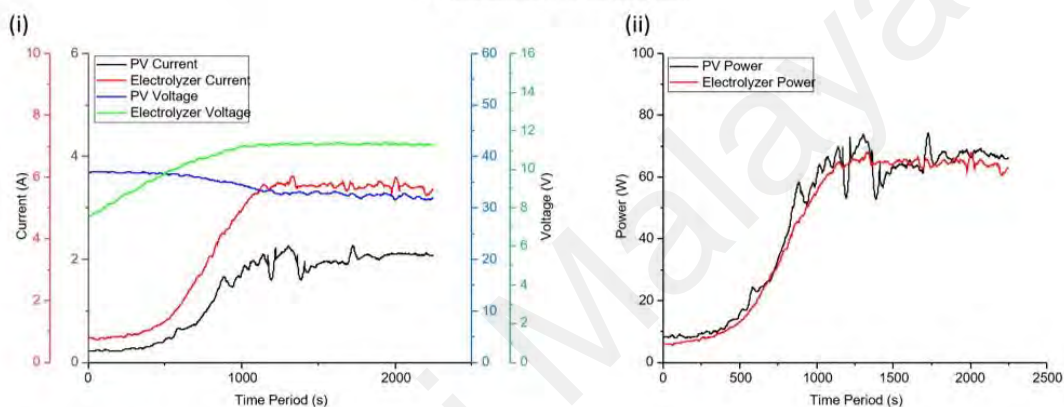 (i)
10
8
6
4
2
0
Current (A)
6
4
2
0
PV Current
Electrolyzer Current
PV Voltage
Electrolyzer Voltage
60
50
40
30
20
10
0
Voltage (V)
16
14
12
10
8
6
4
2
0
0
1000
2000
Time Period (s)
(ii)
100
80
60
40
20
0
Power (W)
PV Power
Electrolyzer Power
0
500
1000
1500
2000
2500
Time Period (s)
i Malaya